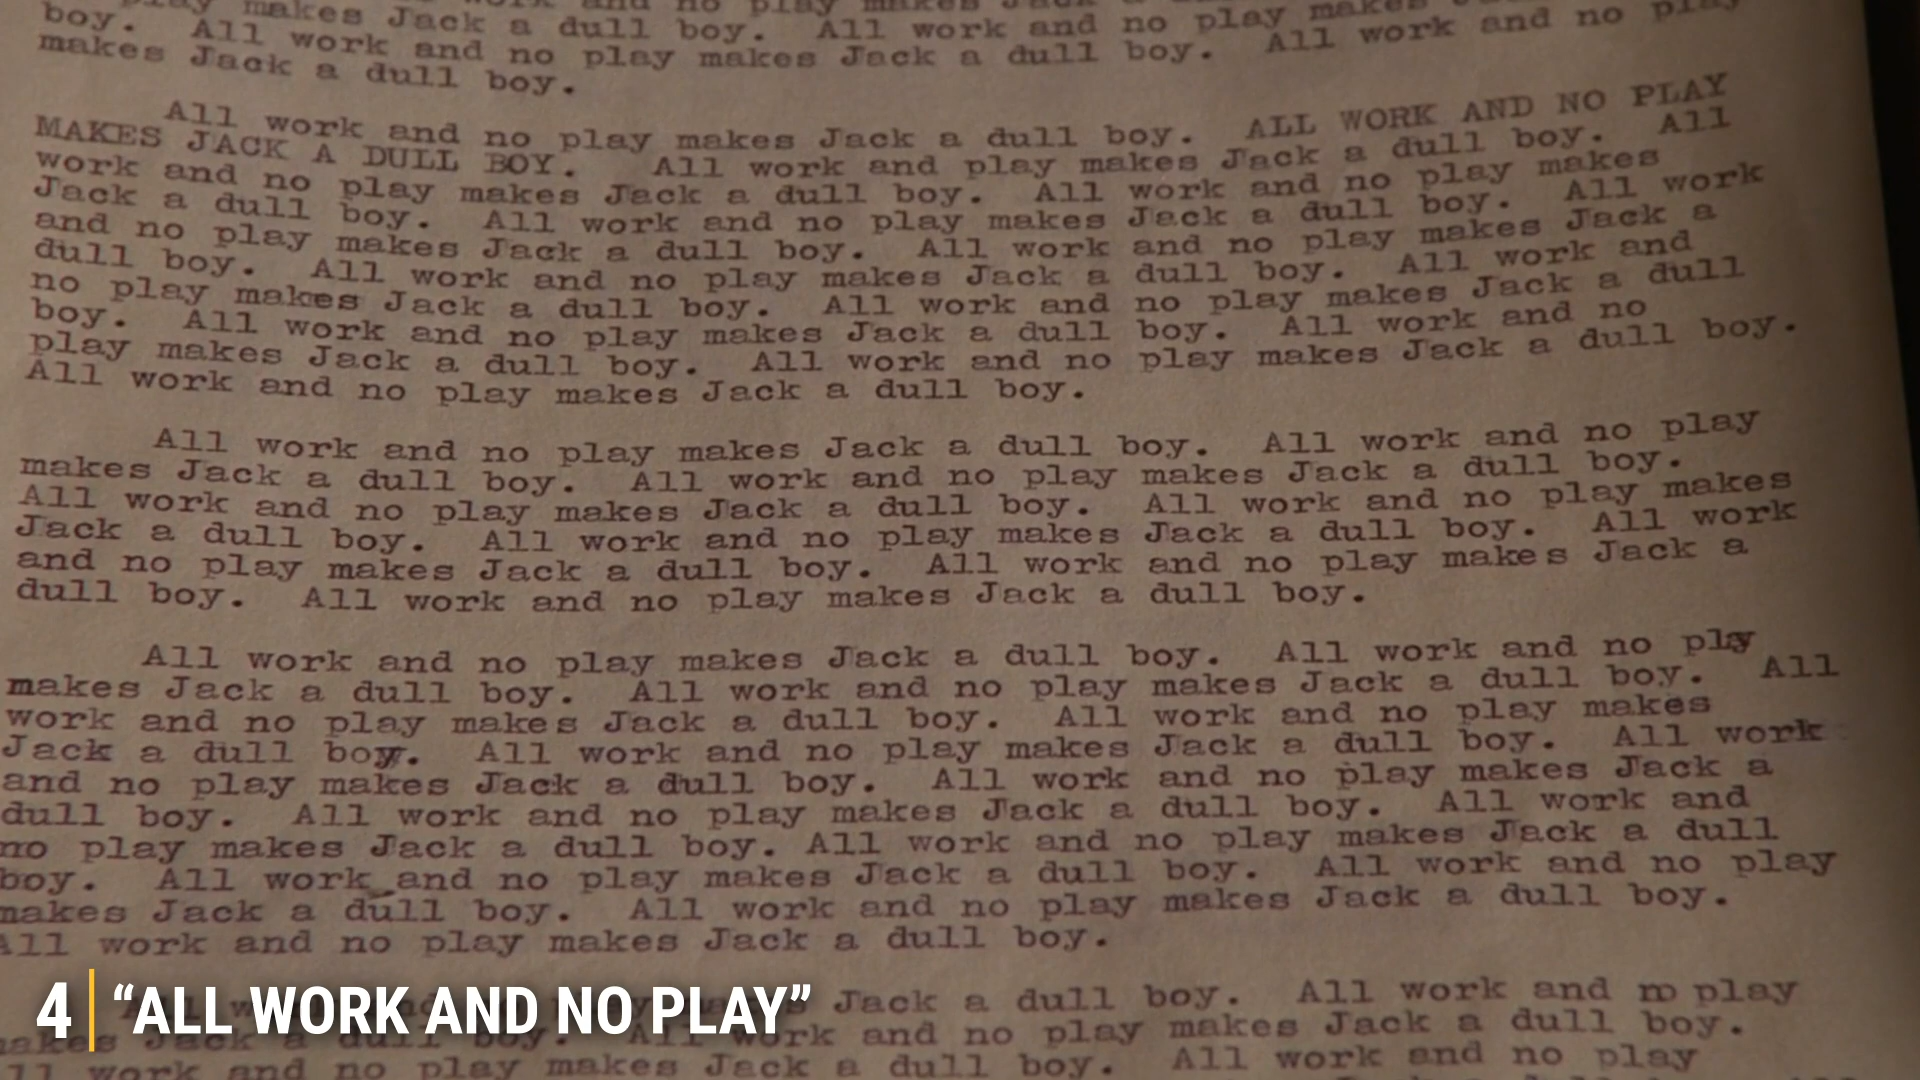 play makes Jack a dull boy. All work and no play makes
boy. All work and no play makes Jack a dull boy. All work and no play
makes Jack a dull boy.
All work and no play makes Jack a dull boy. ALL WORK AND NO PLAY
MAKES JACK A DULL BOY. All work and play makes Jack a dull boy. All
work and no play makes Jack a dull boy. All work and no play makes
Jack a dull boy. All work and no play makes Jack a dull boy. All work
and no play makes Jack a dull boy. All work and no play makes Jack a
dull boy. All work and no play makes Jack a dull boy. All work and
no play makes Jack a dull boy. All work and no play makes Jack a dull
boy. All work and no play makes Jack a dull boy. All work and no
play makes Jack a dull boy. All work and no play makes Jack a dull boy.
All work and no play makes Jack a dull boy.
All work and no play makes Jack a dull boy. All work and no play
makes Jack a dull boy. All work and no play makes Jack a dull boy.
All work and no play makes Jack a dull boy. All work and no play makes
Jack a dull boy. All work and no play makes Jack a dull boy. All work
and no play makes Jack a dull boy. All work and no play makes Jack a
dull boy. All work and no play makes Jack a dull boy.
All work and no play makes Jack a dull boy. All work and no play
makes Jack a dull boy. All work and no play makes Jack a dull boy. All
work and no play makes Jack a dull boy. All work and no play makes
Jack a dull boy. All work and no play makes Jack a dull boy. All work
and no play makes Jack a dull boy. All work and no play makes Jack a
dull boy. All work and no play makes Jack a dull boy. All work and
no play makes Jack a dull boy. All work and no play makes Jack a dull
boy. All work and no play makes Jack a dull boy. All work and no play
makes Jack a dull boy. All work and no play makes Jack a dull boy.
All work and no play makes Jack a dull boy.
Jack a dull boy. All work and no play
makes Jack a dull boy. All work and no play makes Jack a dull boy.
work and no play makes Jack a dull boy. All work and no play
4 “ALL WORK AND NO PLAY”